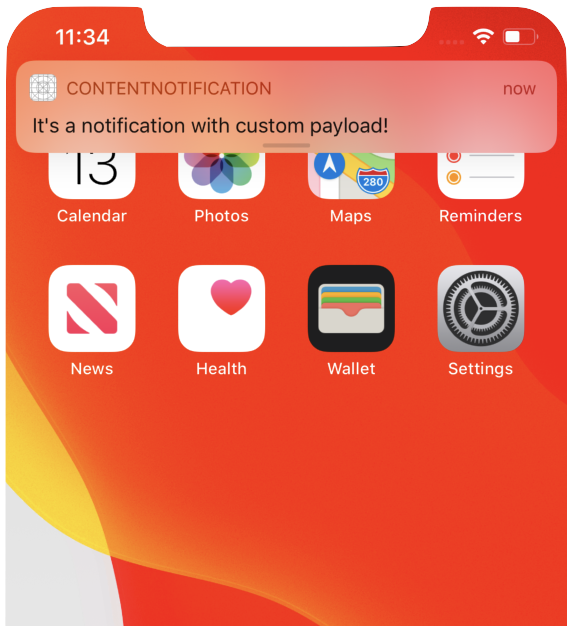 11:34
CONTENTNOTIFICATION now
It's a notification with custom payload!
13
280
Calendar Photos Maps Reminders
News Health Wallet Settings